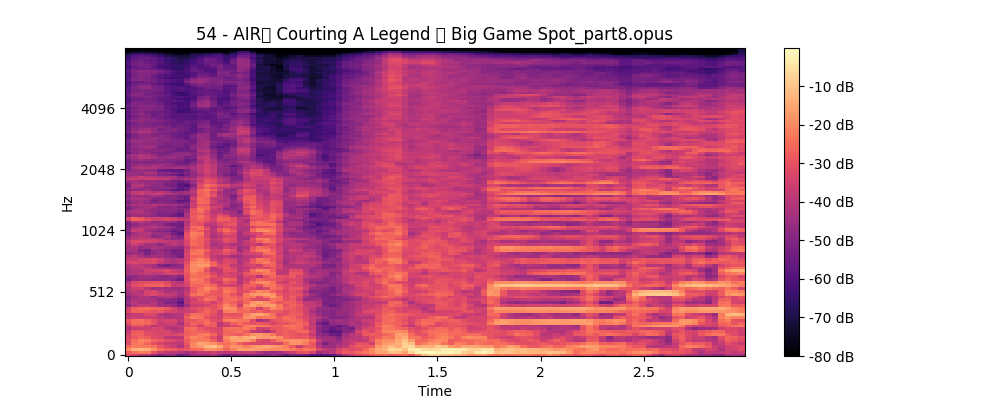 54 - AIR▯ Courting A Legend ▯ Big Game Spot_part8.opus
Hz
4096
2048
1024
512
0
0 0.5 1 1.5 2 2.5
Time
-10 dB
-20 dB
-30 dB
-40 dB
-50 dB
-60 dB
-70 dB
-80 dB